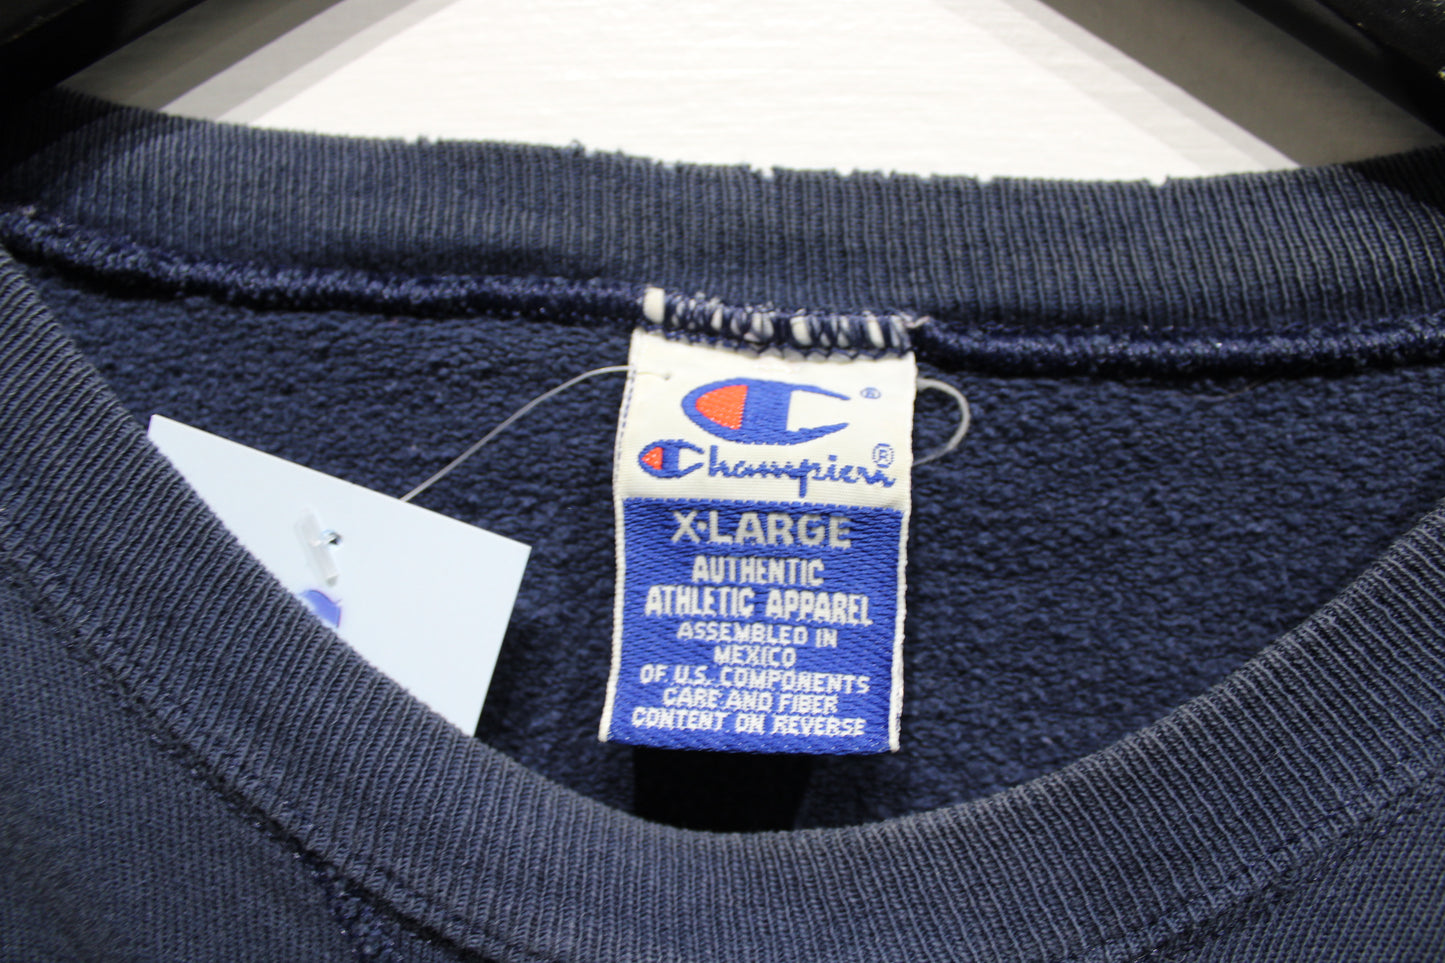 ®
Champion®
X-LARGE
AUTHENTIC
ATHLETIC APPAREL
ASSEMBLED IN
MEXICO
OF U.S. COMPONENTS
CARE AND FIBER
CONTENT ON REVERSE